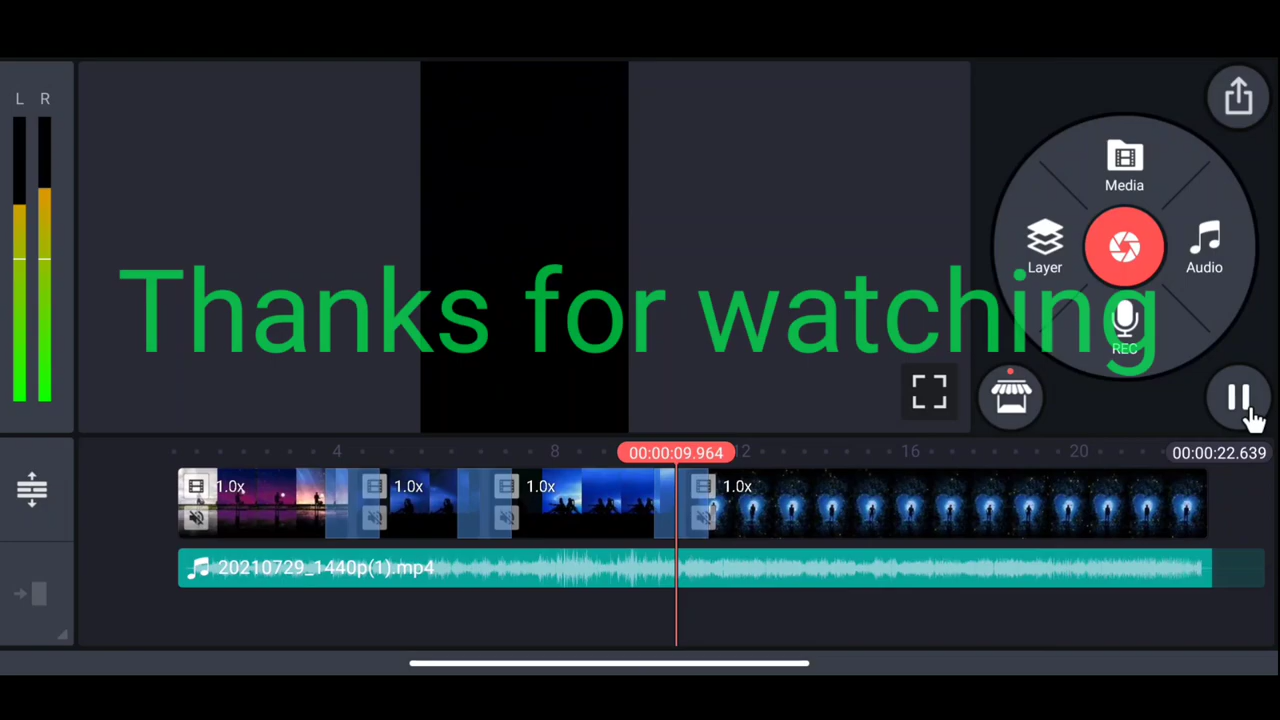 L R
Media
Layer
Audio
REC
Thanks for watching
4 8 12 16 20
00:00:09.964
00:00:22.639
1.0x 1.0x 1.0x 1.0x
20210729_1440p(1).mp4